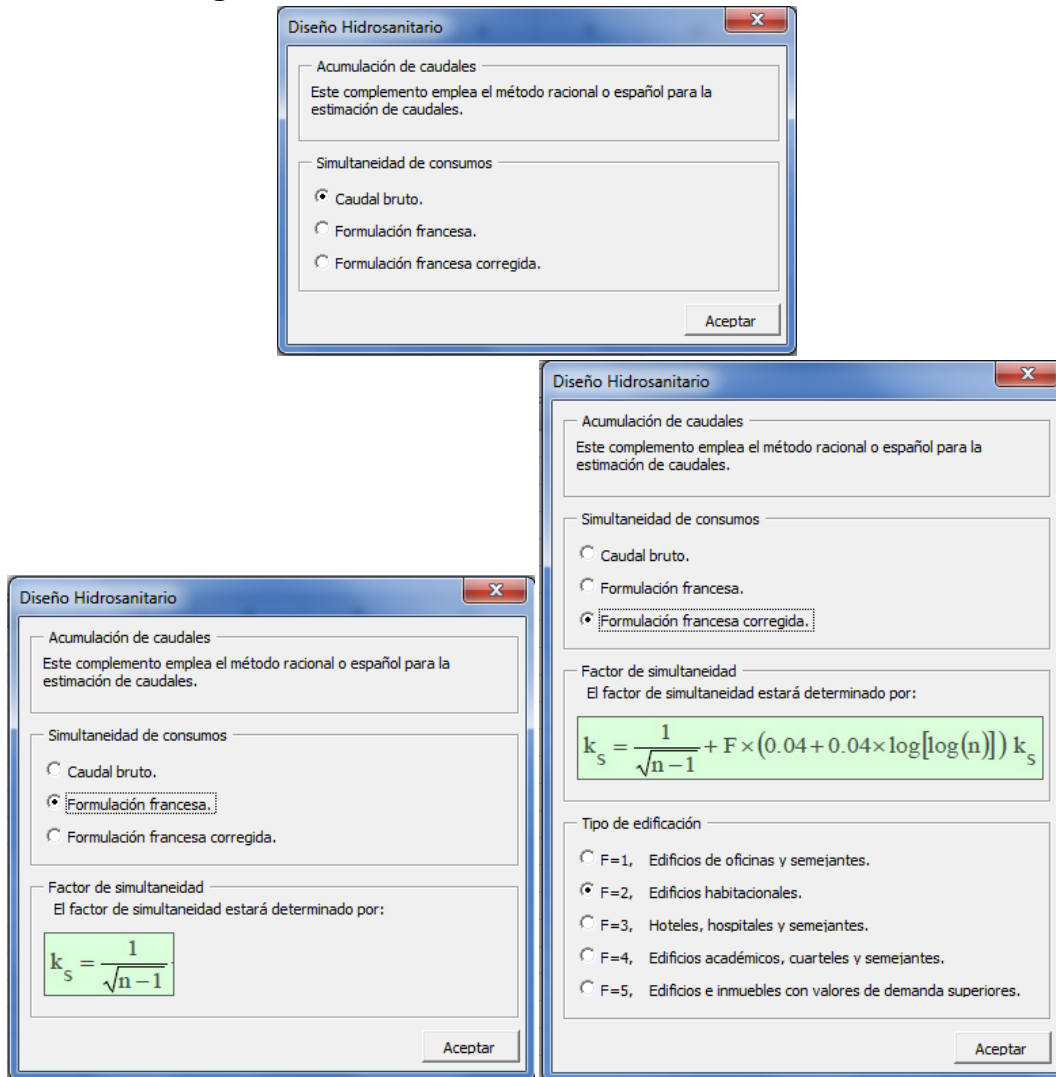 Diseño Hidrosanitario
Acumulación de caudales
Este complemento emplea el método racional o español para la
estimación de caudales.
Simultaneidad de consumos
Caudal bruto.
Formulación francesa.
Formulación francesa corregida.
Aceptar
Diseño Hidrosanitario
Acumulación de caudales
Este complemento emplea el método racional o español para la
estimación de caudales.
Simultaneidad de consumos
Caudal bruto.
Formulación francesa.
Formulación francesa corregida.
Factor de simultaneidad
El factor de simultaneidad estará determinado por:
k_s = 1/√(n−1)
Aceptar
Diseño Hidrosanitario
Acumulación de caudales
Este complemento emplea el método racional o español para la
estimación de caudales.
Simultaneidad de consumos
Caudal bruto.
Formulación francesa.
Formulación francesa corregida.
Factor de simultaneidad
El factor de simultaneidad estará determinado por:
k_s = 1/√(n−1) + F×(0.04+0.04×log[log(n)]) k_s
Tipo de edificación
F=1, Edificios de oficinas y semejantes.
F=2, Edificios habitacionales.
F=3, Hoteles, hospitales y semejantes.
F=4, Edificios académicos, cuarteles y semejantes.
F=5, Edificios e inmuebles con valores de demanda superiores.
Aceptar